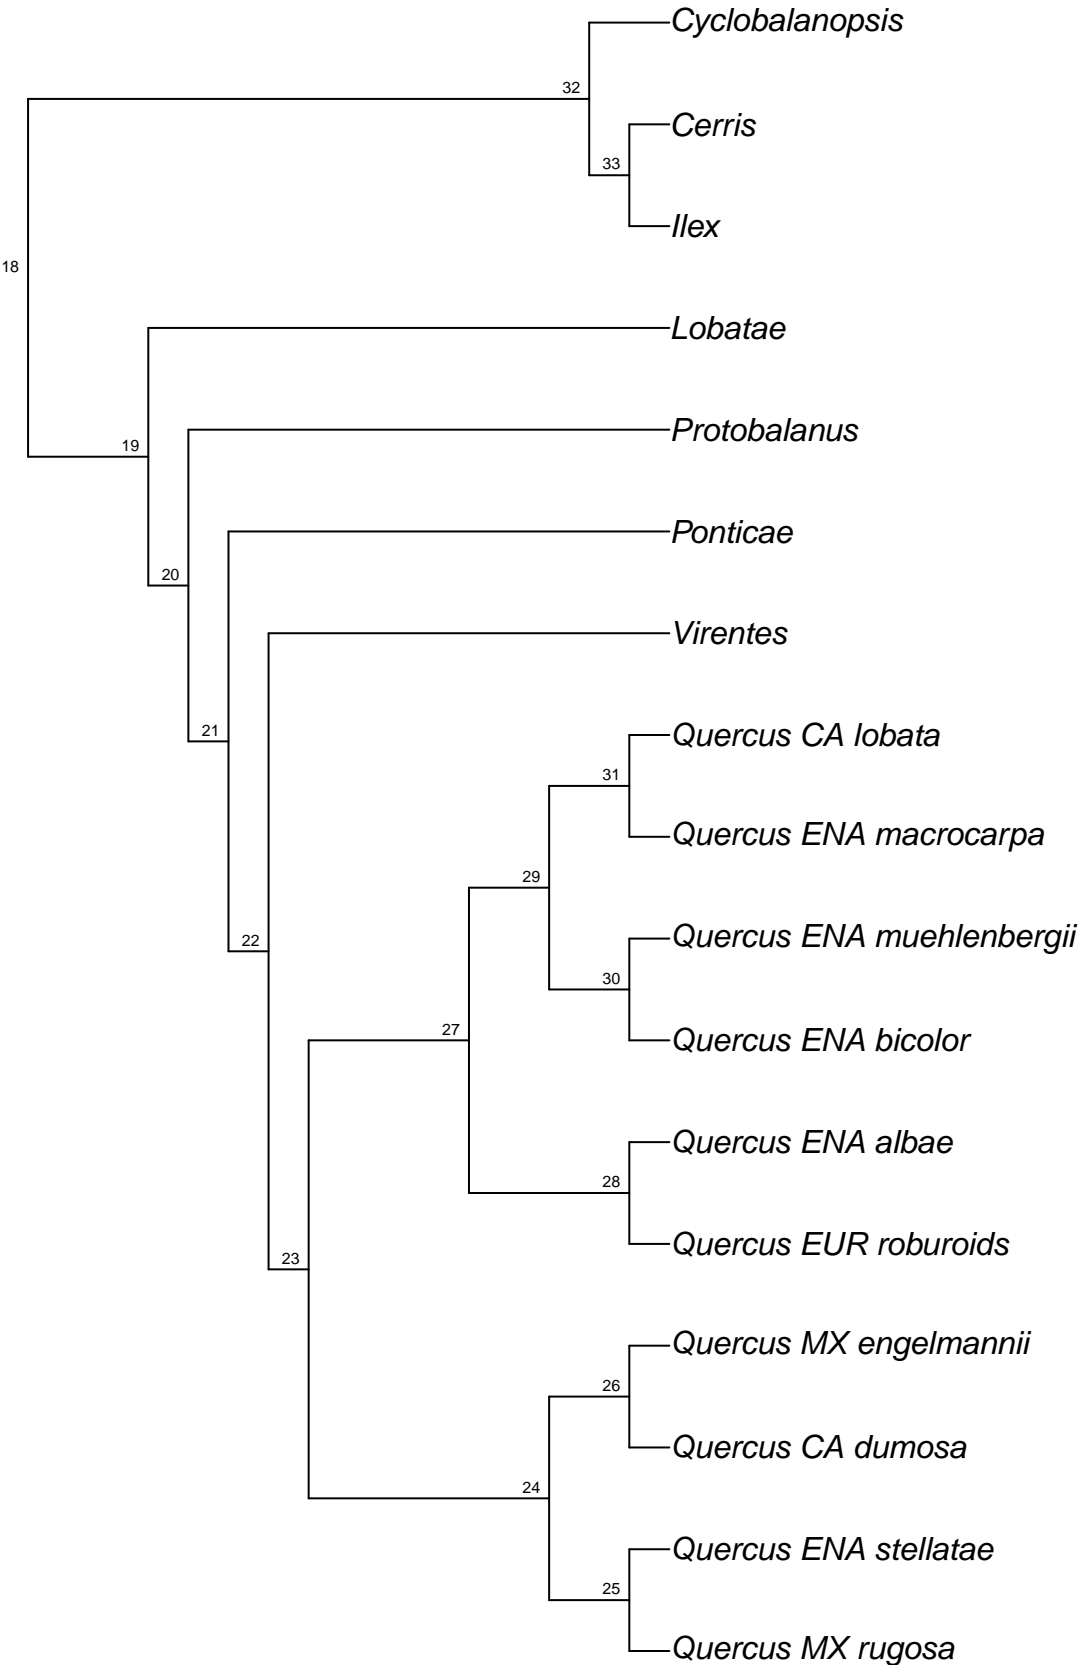 Cyclobalanopsis
32
Cerris
33
Ilex
18
Lobatae
Protobalanus
19
Ponticae
20
Virentes
21
Quercus CA lobata
31
Quercus ENA macrocarpa
29
Quercus ENA muehlenbergii
22
30
27
Quercus ENA bicolor
Quercus ENA albae
28
Quercus EUR roburoids
23
Quercus MX engelmannii
26
Quercus CA dumosa
24
Quercus ENA stellatae
25
Quercus MX rugosa